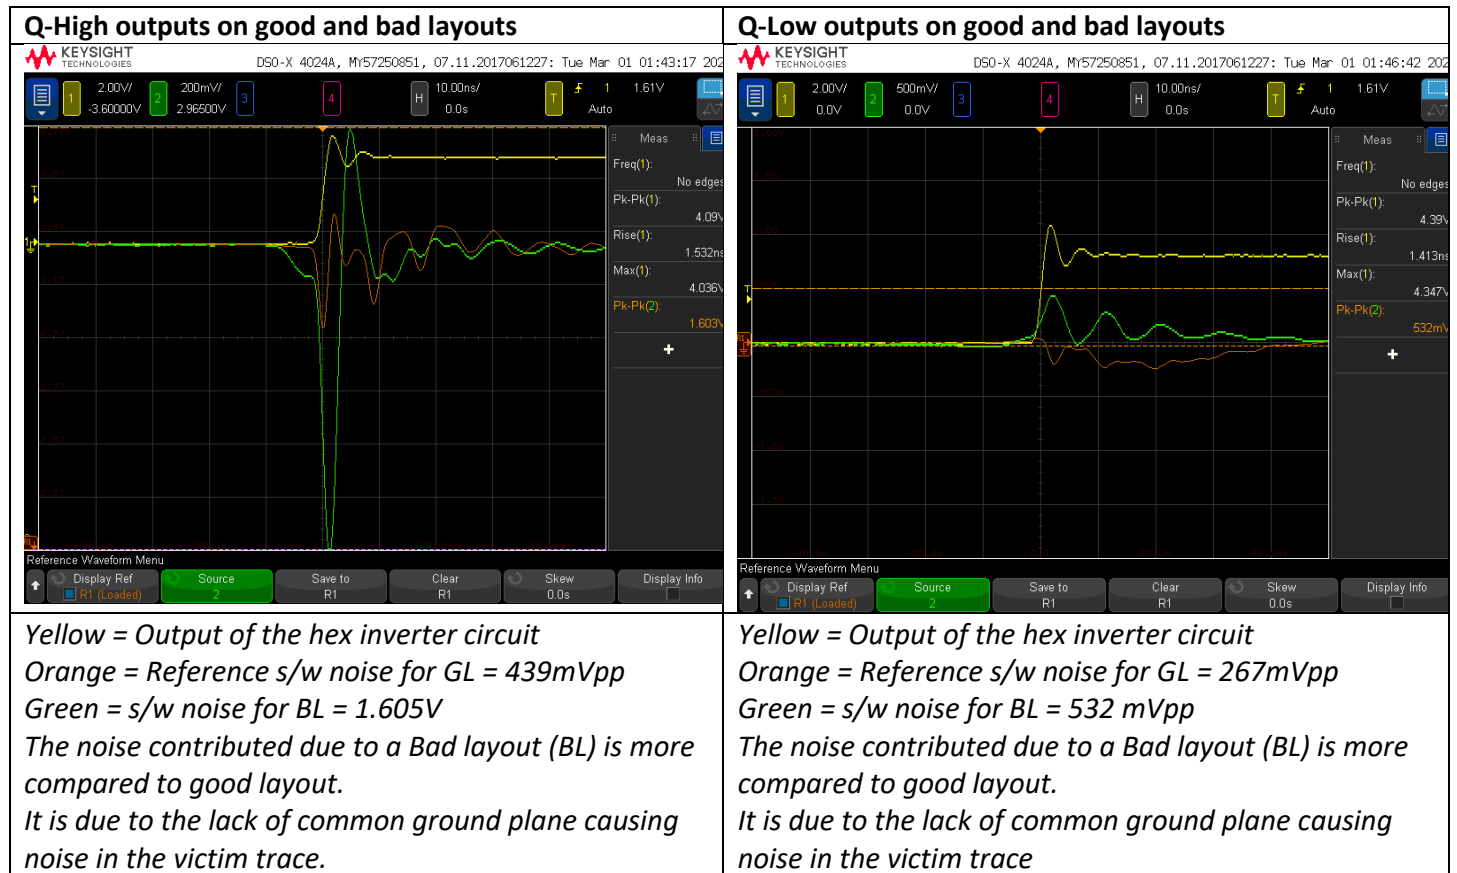 Q-High outputs on good and bad layouts
KEYSIGHT
TECHNOLOGIES
DSO-X 4024A, MY57250851, 07.11.2017061227: Tue Mar 01 01:43:17 202
1 2.00V/ 2 200mV/ 3 4 H 10.00ns/ T 1 1.61V
-3.60000V 2.96500V 0.0s Auto
Meas
Freq(1):
No edges
Pk-Pk(1):
4.09V
Rise(1):
1.532ns
Max(1):
4.036V
Pk-Pk(2):
1.603V
Reference Waveform Menu
Display Ref Source Save to Clear Skew Display Info
R1 (Loaded) 2 R1 R1 0.0s
Yellow = Output of the hex inverter circuit
Orange = Reference s/w noise for GL = 439mVpp
Green = s/w noise for BL = 1.605V
The noise contributed due to a Bad layout (BL) is more
compared to good layout.
It is due to the lack of common ground plane causing
noise in the victim trace.
Q-Low outputs on good and bad layouts
KEYSIGHT
TECHNOLOGIES
DSO-X 4024A, MY57250851, 07.11.2017061227: Tue Mar 01 01:46:42 202
1 2.00V/ 2 500mV/ 3 4 H 10.00ns/ T 1 1.61V
0.0V 0.0V 0.0s Auto
Meas
Freq(1):
No edges
Pk-Pk(1):
4.39V
Rise(1):
1.413ns
Max(1):
4.347V
Pk-Pk(2):
532mV
Reference Waveform Menu
Display Ref Source Save to Clear Skew Display Info
R1 (Loaded) 2 R1 R1 0.0s
Yellow = Output of the hex inverter circuit
Orange = Reference s/w noise for GL = 267mVpp
Green = s/w noise for BL = 532 mVpp
The noise contributed due to a Bad layout (BL) is more
compared to good layout.
It is due to the lack of common ground plane causing
noise in the victim trace